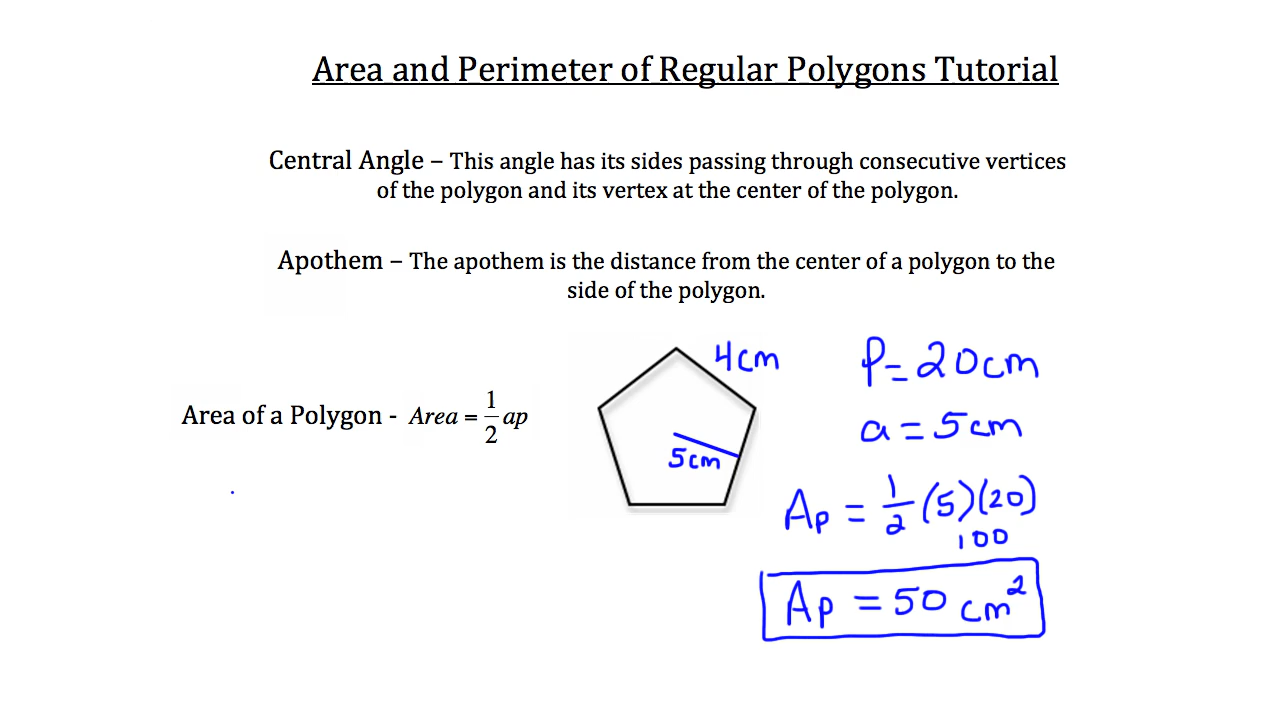 Area and Perimeter of Regular Polygons Tutorial
Central Angle – This angle has its sides passing through consecutive vertices
of the polygon and its vertex at the center of the polygon.
Apothem – The apothem is the distance from the center of a polygon to the
side of the polygon.
Area of a Polygon - Area = 1/2 ap
4cm
5cm
P = 20cm
a = 5cm
Ap = 1/2 (5)(20)
100
Ap = 50 cm²